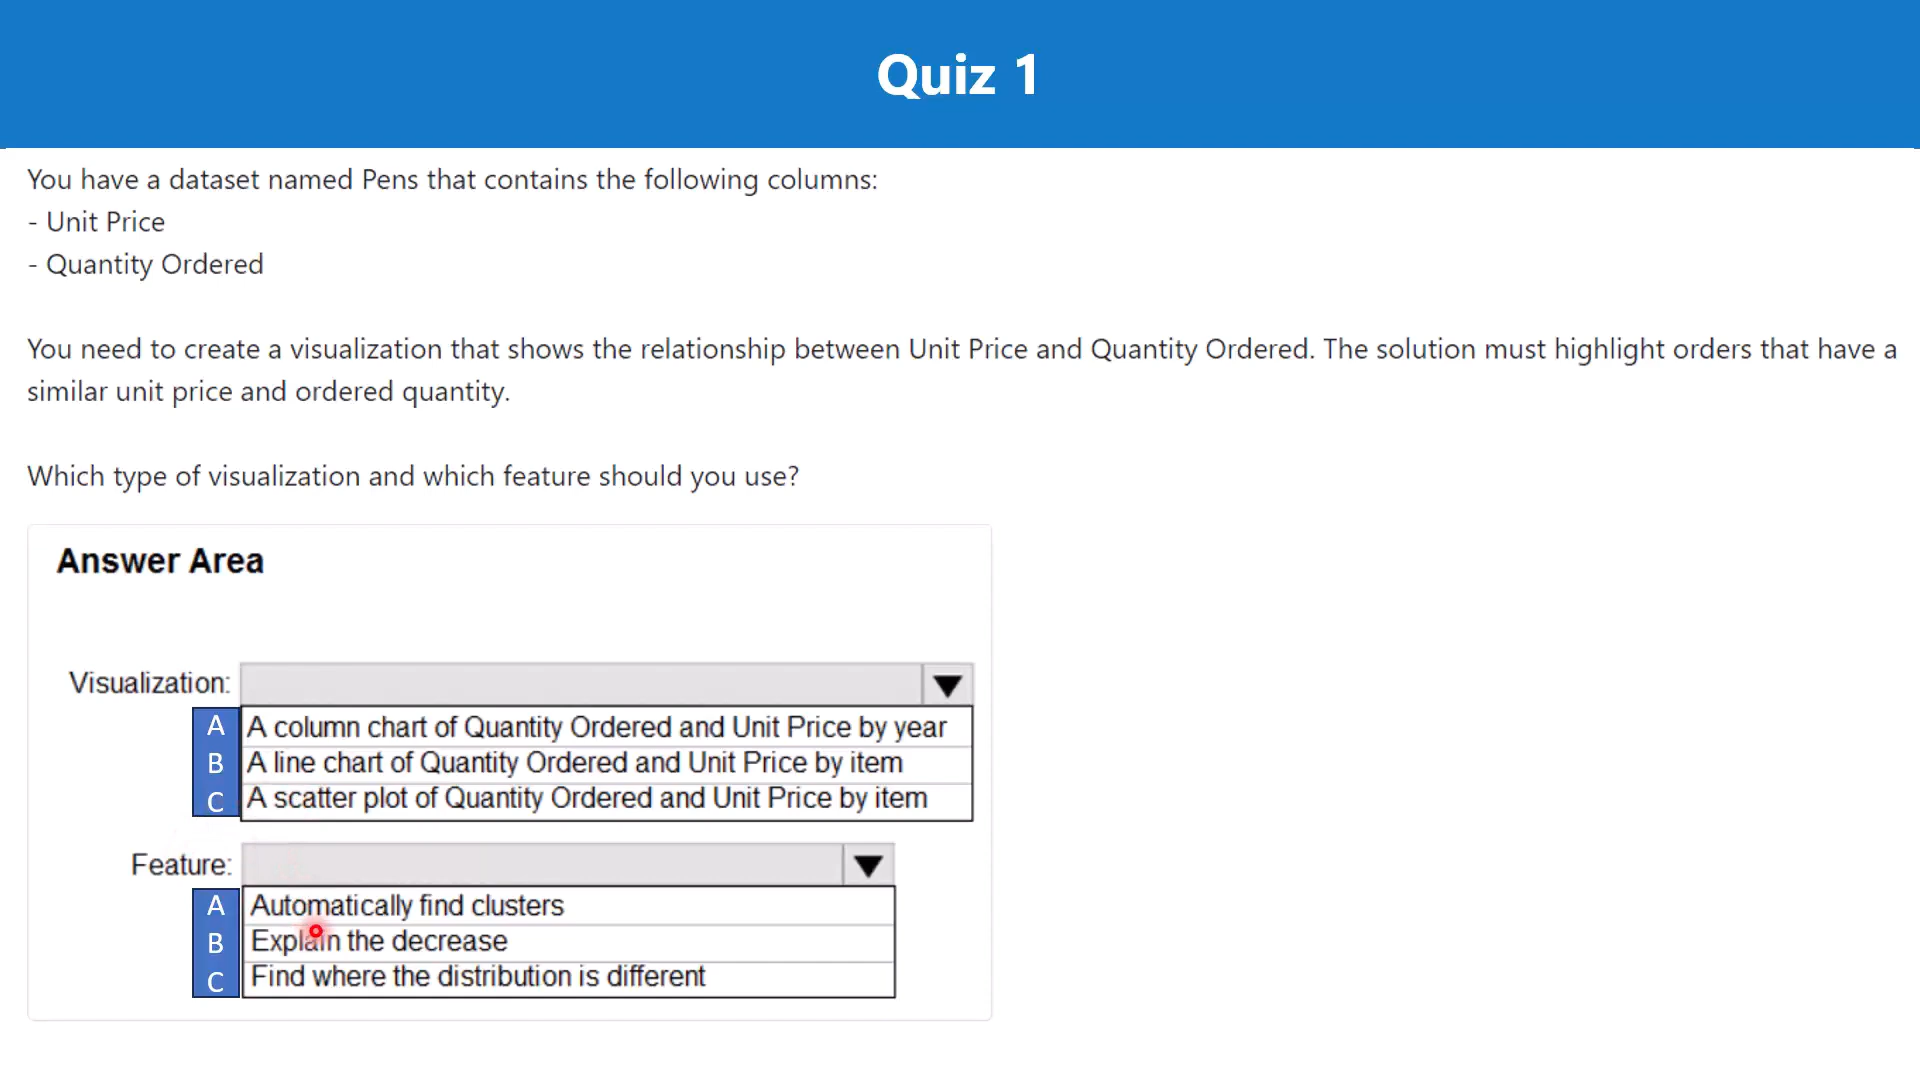 Quiz 1
You have a dataset named Pens that contains the following columns:
- Unit Price
- Quantity Ordered
You need to create a visualization that shows the relationship between Unit Price and Quantity Ordered. The solution must highlight orders that have a
similar unit price and ordered quantity.
Which type of visualization and which feature should you use?
Answer Area
Visualization:
A A column chart of Quantity Ordered and Unit Price by year
B A line chart of Quantity Ordered and Unit Price by item
C A scatter plot of Quantity Ordered and Unit Price by item
Feature:
A Automatically find clusters
B Explain the decrease
C Find where the distribution is different